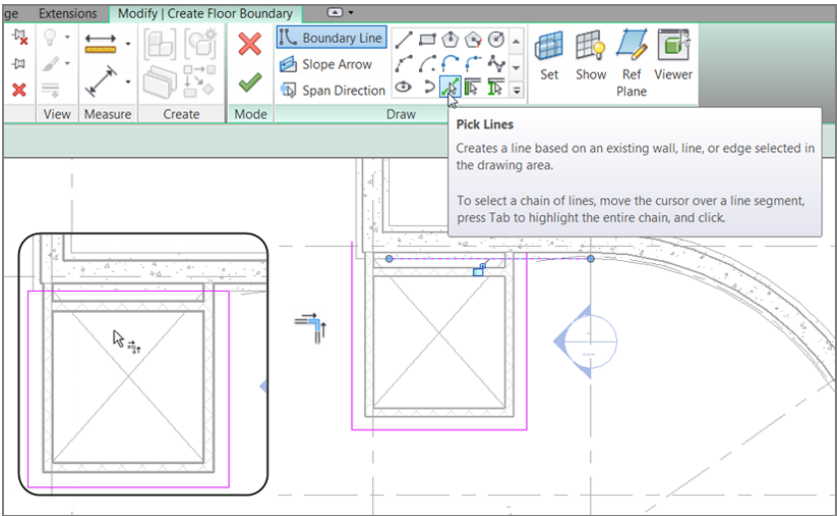 ge Extensions Modify | Create Floor Boundary
Boundary Line
Slope Arrow
Span Direction
Set Show Ref Plane Viewer
View Measure Create Mode Draw
Pick Lines
Creates a line based on an existing wall, line, or edge selected in
the drawing area.
To select a chain of lines, move the cursor over a line segment,
press Tab to highlight the entire chain, and click.